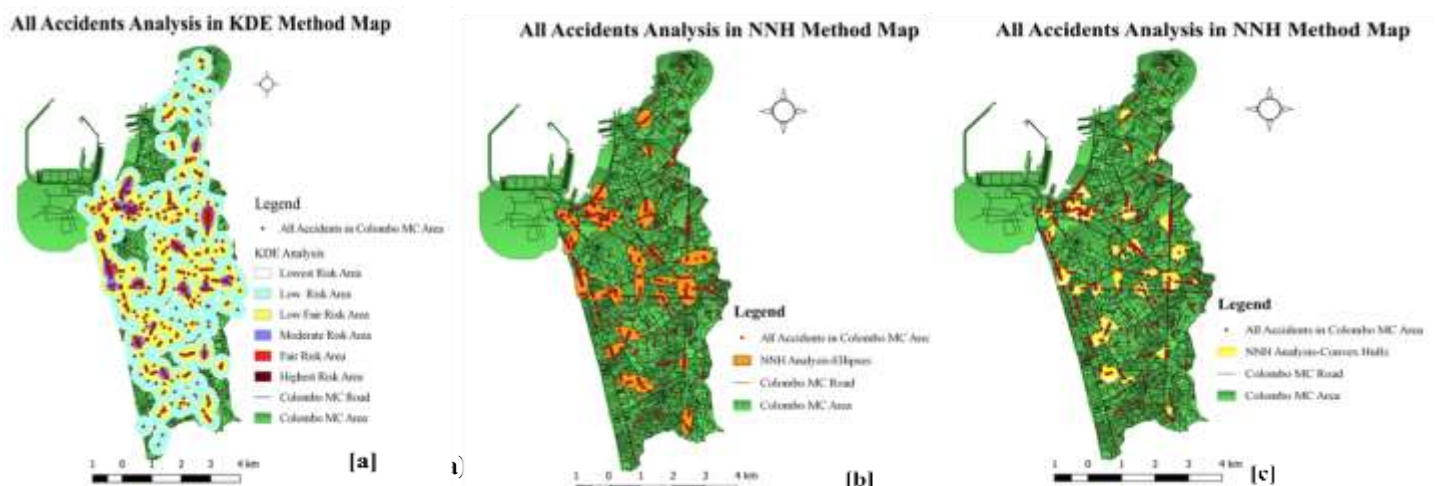 All Accidents Analysis in KDE Method Map
Legend
All Accidents in Colombo MC Area
KDE Analysis
Lowest Risk Area
Low Risk Area
Low Fair Risk Area
Moderate Risk Area
Fair Risk Area
Highest Risk Area
Colombo MC Road
Colombo MC Area
1 0 1 2 3 4 km
[a]
a)
All Accidents Analysis in NNH Method Map
Legend
All Accidents in Colombo MC Area
NNH Analysis-Ellipses
Colombo MC Road
Colombo MC Area
1 0 1 2 3 4 km
[b]
All Accidents Analysis in NNH Method Map
Legend
All Accidents in Colombo MC Area
NNH Analysis-Convex Hulls
Colombo MC Road
Colombo MC Area
1 0 1 2 3 4 km
[c]